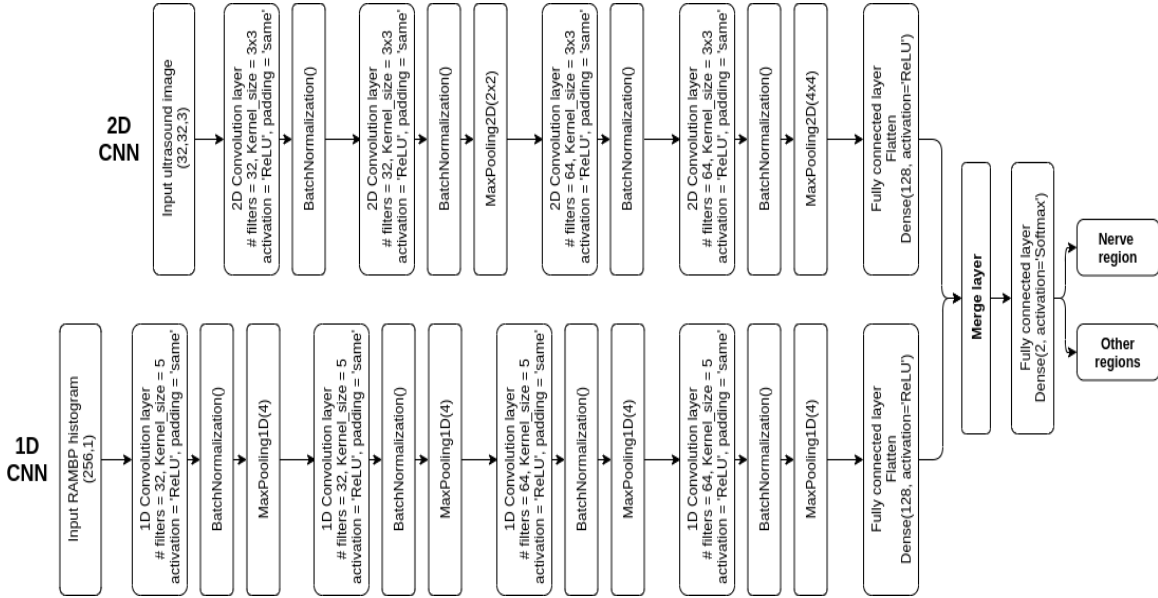 2D
CNN
Input ultrasound image
(32,32,3)
2D Convolution layer
# filters = 32, Kernel_size = 3x3
activation = 'ReLU', padding = 'same'
BatchNormalization()
2D Convolution layer
# filters = 32, Kernel_size = 3x3
activation = 'ReLU', padding = 'same'
BatchNormalization()
MaxPooling2D(2x2)
2D Convolution layer
# filters = 64, Kernel_size = 3x3
activation = 'ReLU', padding = 'same'
BatchNormalization()
2D Convolution layer
# filters = 64, Kernel_size = 3x3
activation = 'ReLU', padding = 'same'
BatchNormalization()
MaxPooling2D(4x4)
Fully connected layer
Flatten
Dense(128, activation='ReLU')
1D
CNN
Input RAMBP histogram
(256,1)
1D Convolution layer
# filters = 32, Kernel_size = 5
activation = 'ReLU', padding = 'same'
BatchNormalization()
MaxPooling1D(4)
1D Convolution layer
# filters = 32, Kernel_size = 5
activation = 'ReLU', padding = 'same'
BatchNormalization()
MaxPooling1D(4)
1D Convolution layer
# filters = 64, Kernel_size = 5
activation = 'ReLU', padding = 'same'
BatchNormalization()
MaxPooling1D(4)
1D Convolution layer
# filters = 64, Kernel_size = 5
activation = 'ReLU', padding = 'same'
BatchNormalization()
MaxPooling1D(4)
Fully connected layer
Flatten
Dense(128, activation='ReLU')
Merge layer
Fully connected layer
Dense(2, activation='Softmax')
Nerve
region
Other
regions